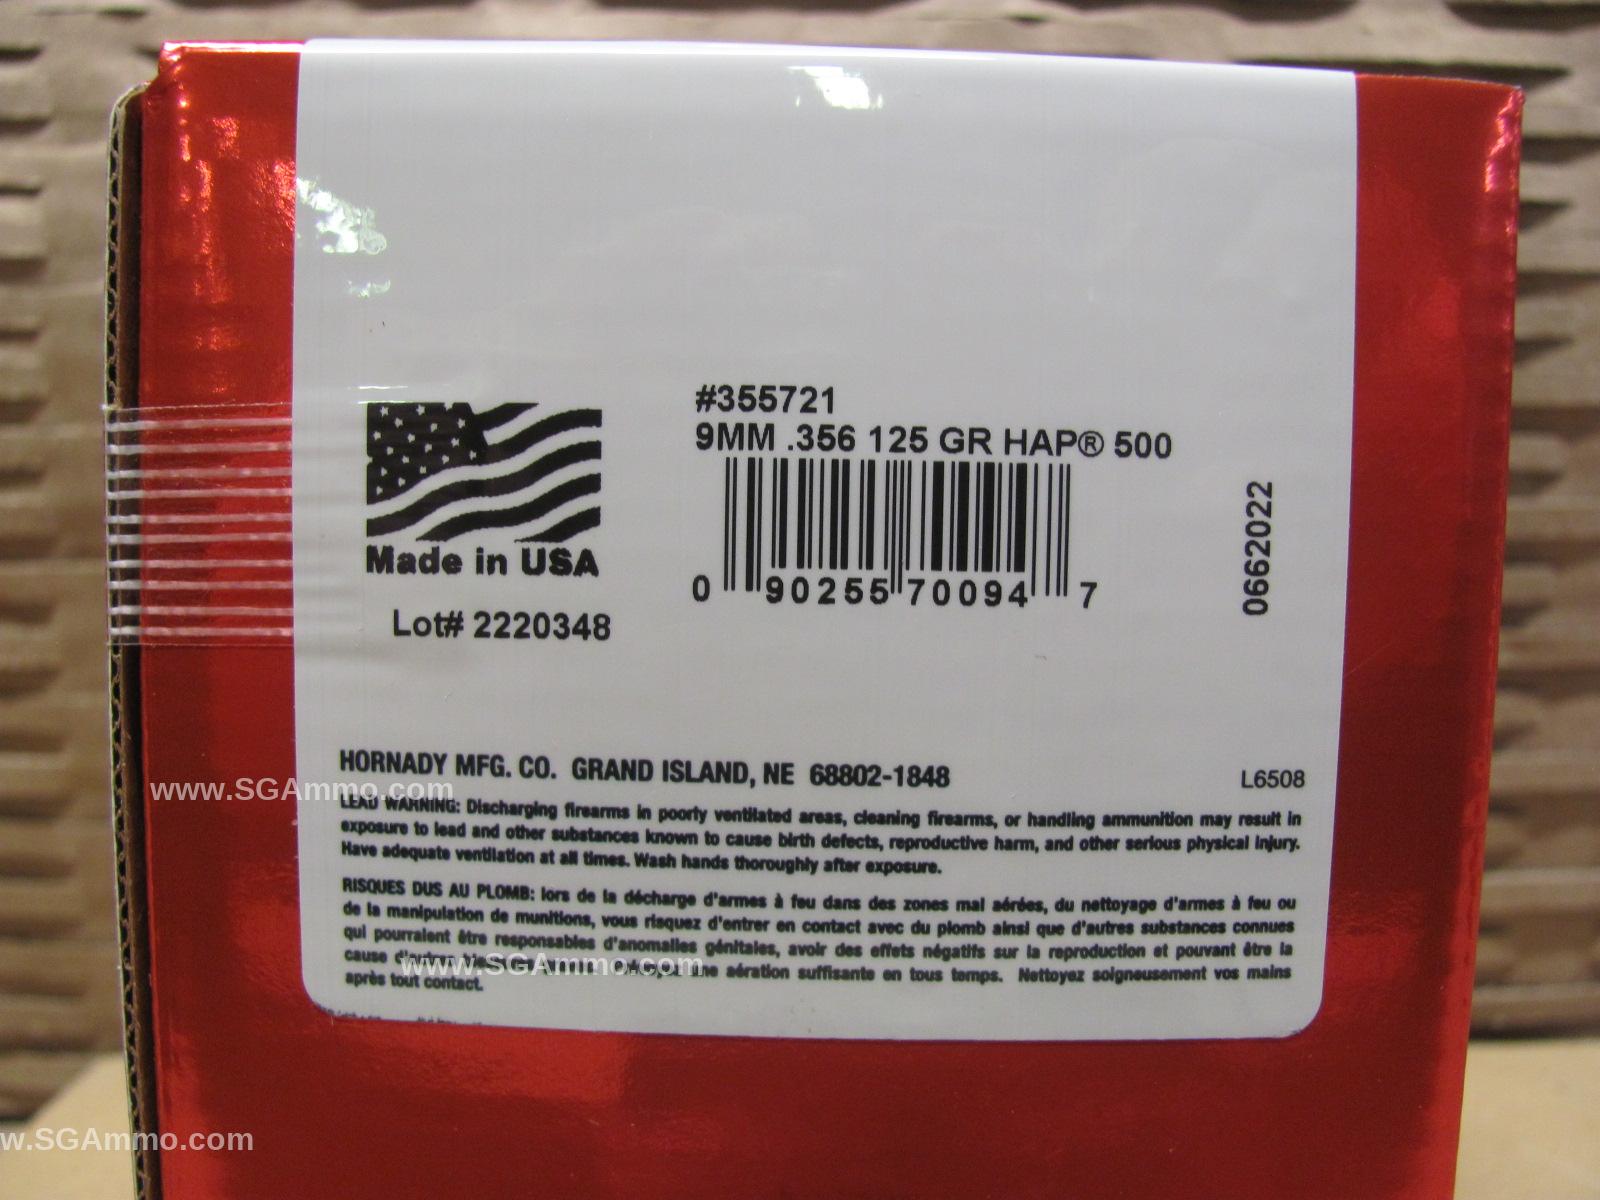 #355721
9MM .356 125 GR HAP® 500
0 90255 70094 7
0662022
Made in USA
Lot# 2220348
HORNADY MFG. CO. GRAND ISLAND, NE 68802-1848
L6508
www.SGAmmo.com
LEAD WARNING: Discharging firearms in poorly ventilated areas, cleaning firearms, or handling ammunition may result in
exposure to lead and other substances known to cause birth defects, reproductive harm, and other serious physical injury.
Have adequate ventilation at all times. Wash hands thoroughly after exposure.
RISQUES DUS AU PLOMB: lors de la décharge d'armes à feu dans des zones mal aérées, du nettoyage d'armes à feu ou
de la manipulation de munitions, vous risquez d'entrer en contact avec du plomb ainsi que d'autres substances connues
qui pourraient être responsables d'anomalies génitales, avoir des effets négatifs sur la reproduction et pouvant être la
cause une aération suffisante en tous temps. Nettoyez soigneusement vos mains
www.SGAmmo.com
après tout contact.
w.SGAmmo.com